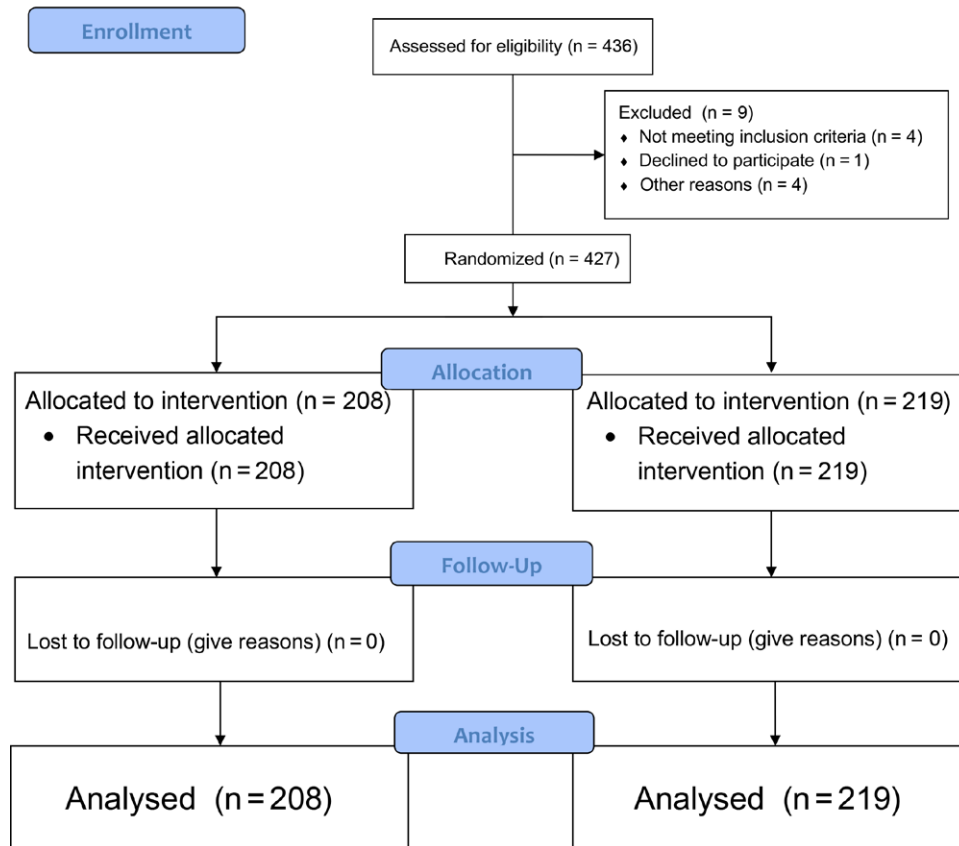 Enrollment
Assessed for eligibility (n = 436)
Excluded (n = 9)
♦ Not meeting inclusion criteria (n = 4)
♦ Declined to participate (n = 1)
♦ Other reasons (n = 4)
Randomized (n = 427)
Allocation
Allocated to intervention (n = 208)
• Received allocated
intervention (n = 208)
Allocated to intervention (n = 219)
• Received allocated
intervention (n = 219)
Follow-Up
Lost to follow-up (give reasons) (n = 0)
Lost to follow-up (give reasons) (n = 0)
Analysis
Analysed (n = 208)
Analysed (n = 219)